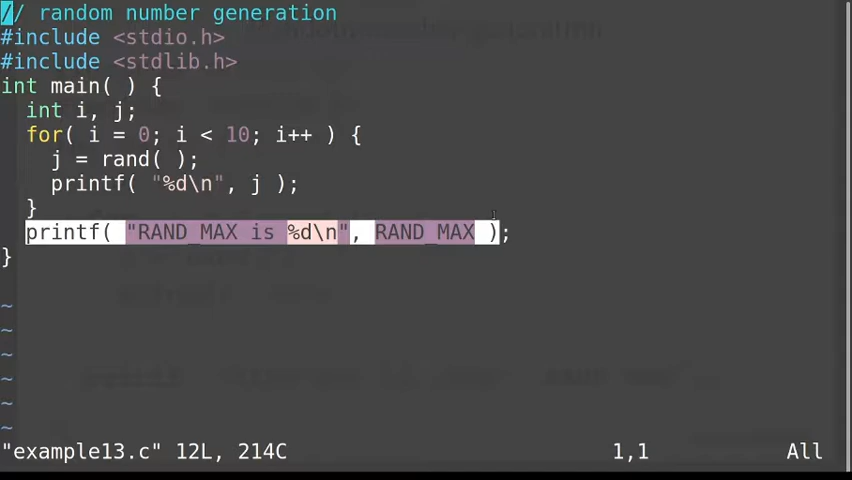 // random number generation
#include <stdio.h>
#include <stdlib.h>
int main( ) {
  int i, j;
  for( i = 0; i < 10; i++ ) {
    j = rand( );
    printf( "%d\n", j );
  }
  printf( "RAND_MAX is %d\n", RAND_MAX );
}
~
~
~
~
~
~
"example13.c" 12L, 214C 1,1 All